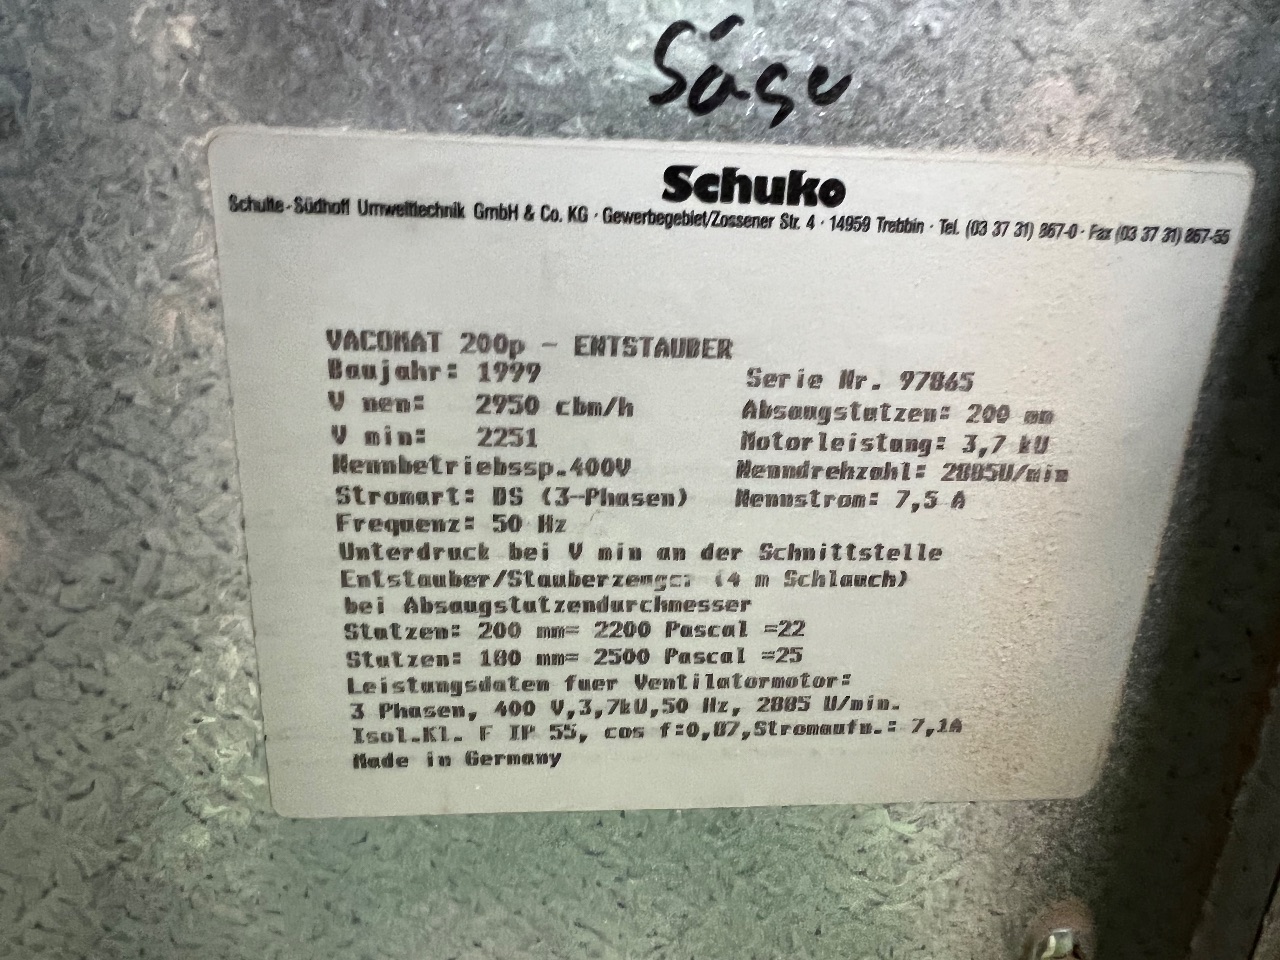 Säge
Schuko
Schulte-Südhoff Umwelttechnik GmbH & Co. KG · Gewerbegebiet/Zossener Str. 4 · 14959 Trebbin · Tel. (03 37 31) 867-0 · Fax (03 37 31) 867-55
VACOMAT 200p - ENTSTAUBER
Baujahr: 1999 Serie Nr. 97865
V nen: 2950 cbm/h Absaugstutzen: 200 mm
V min: 2251 Motorleistung: 3,7 kW
Nennbetriebssp.400V Nenndrehzahl: 2885U/min
Stromart: DS (3-Phasen) Nennstrom: 7,5 A
Frequenz: 50 Hz
Unterdruck bei V min an der Schnittstelle
Entstauber/Stauberzeuger (4 m Schlauch)
bei Absaugstutzendurchmesser
Stutzen: 200 mm= 2200 Pascal =22
Stutzen: 180 mm= 2500 Pascal =25
Leistungsdaten fuer Ventilatormotor:
3 Phasen, 400 V,3,7kW,50 Hz, 2885 U/min.
Isol.Kl. F IP 55, cos f:0,87,Stromaufn.: 7,1A
Made in Germany